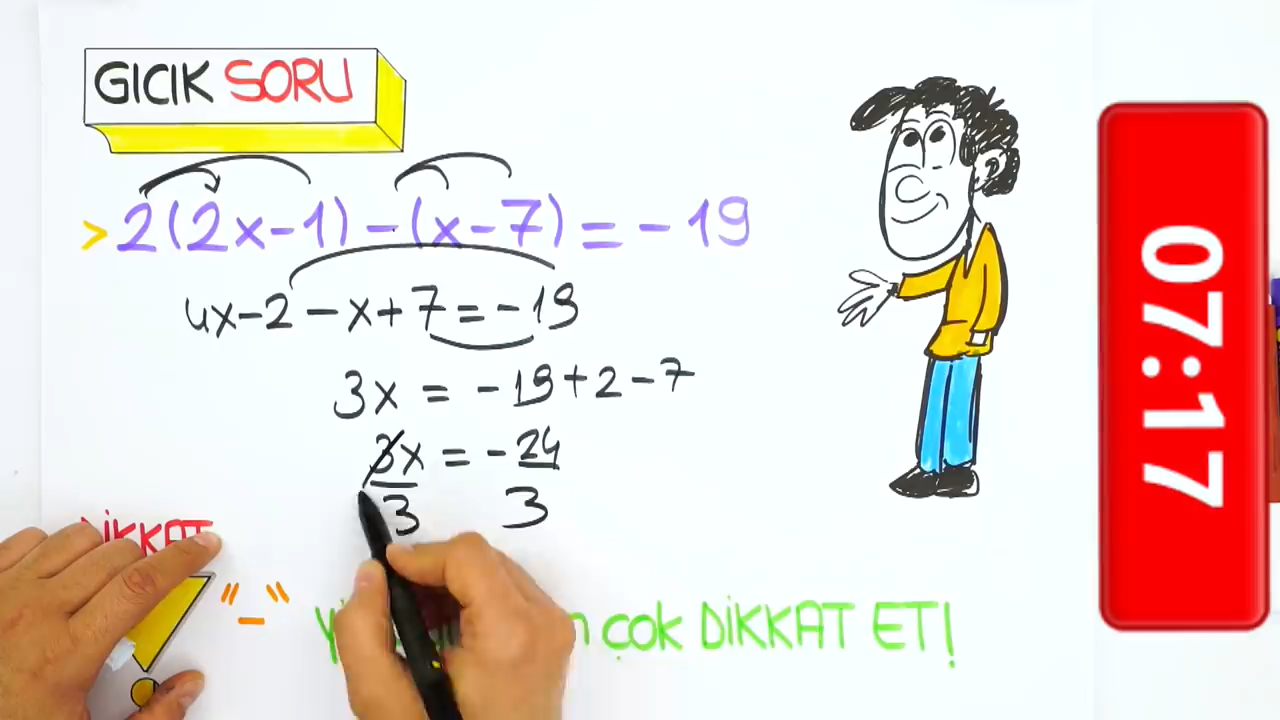 GICIK SORU
> 2(2x-1)-(x-7)=-19
4x-2-x+7=-19
3x = -19+2-7
3x/3 = -24/3
DİKKAT
"-" çok DİKKAT ET!
07:17